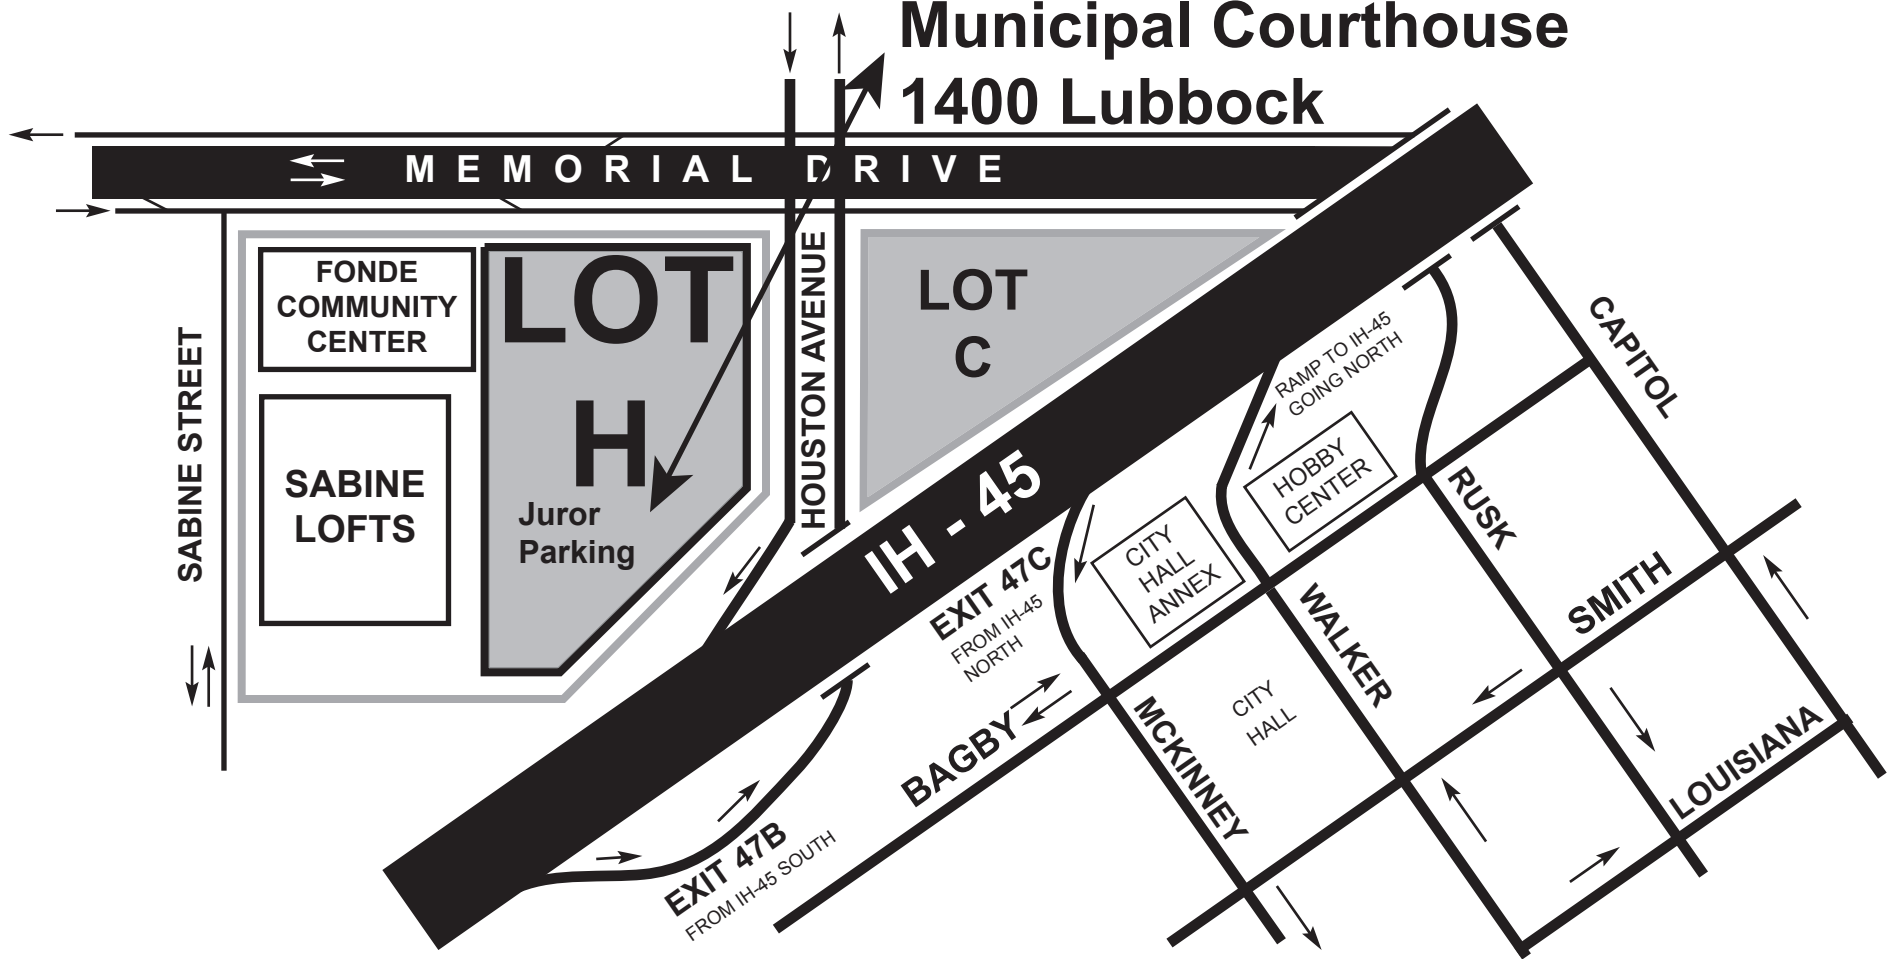 Municipal Courthouse
1400 Lubbock
MEMORIAL DRIVE
FONDE
COMMUNITY
CENTER
LOT
H
Juror
Parking
SABINE
LOFTS
SABINE STREET
HOUSTON AVENUE
LOT
C
IH - 45
RAMP TO IH-45
GOING NORTH
CAPITOL
HOBBY
CENTER
RUSK
CITY
HALL
ANNEX
EXIT 47C
FROM IH-45
NORTH
WALKER
SMITH
CITY
HALL
BAGBY
MCKINNEY
LOUISIANA
EXIT 47B
FROM IH-45 SOUTH